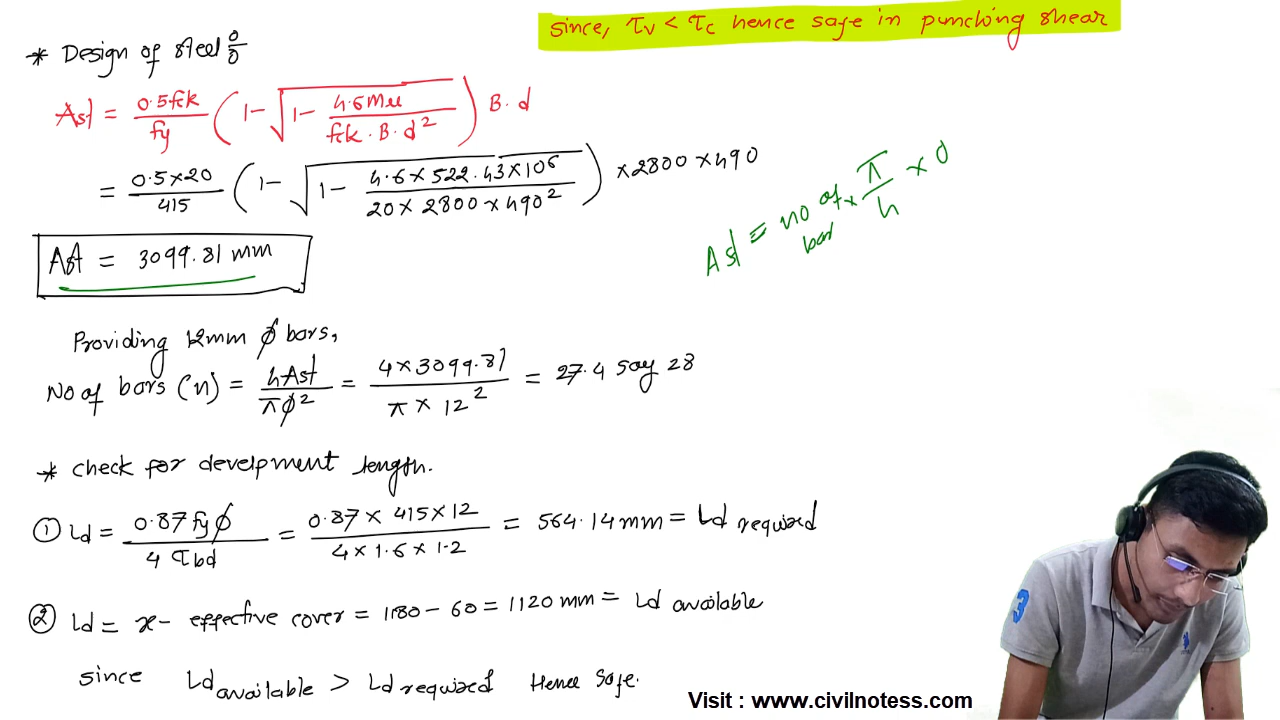 since, τv < τc hence safe in punching shear
* Design of steel %
Ast = 0.5fck/fy (1-√(1 - 4.6Mu/(fck . B. d²))) B. d
= 0.5×20/415 (1-√(1 - 4.6×522.43×10⁶/(20×2800×490²))) ×2800×490
Ast = no of bar × π/4 × 0
Ast = 3099.81 mm
Providing 12mm ϕ bars,
No of bars (n) = 4Ast/πϕ² = 4×3099.81/(π×12²) = 27.4 say 28
* check for develpment length.
① Ld = 0.87fyϕ/4τbd = 0.87×415×12/(4×1.6×1.2) = 564.14mm = Ld required
② Ld = x- effective cover = 1180-60 = 1120 mm = Ld available
since Ld available > Ld required Hence Safe.
3
Visit : www.civilnotess.com